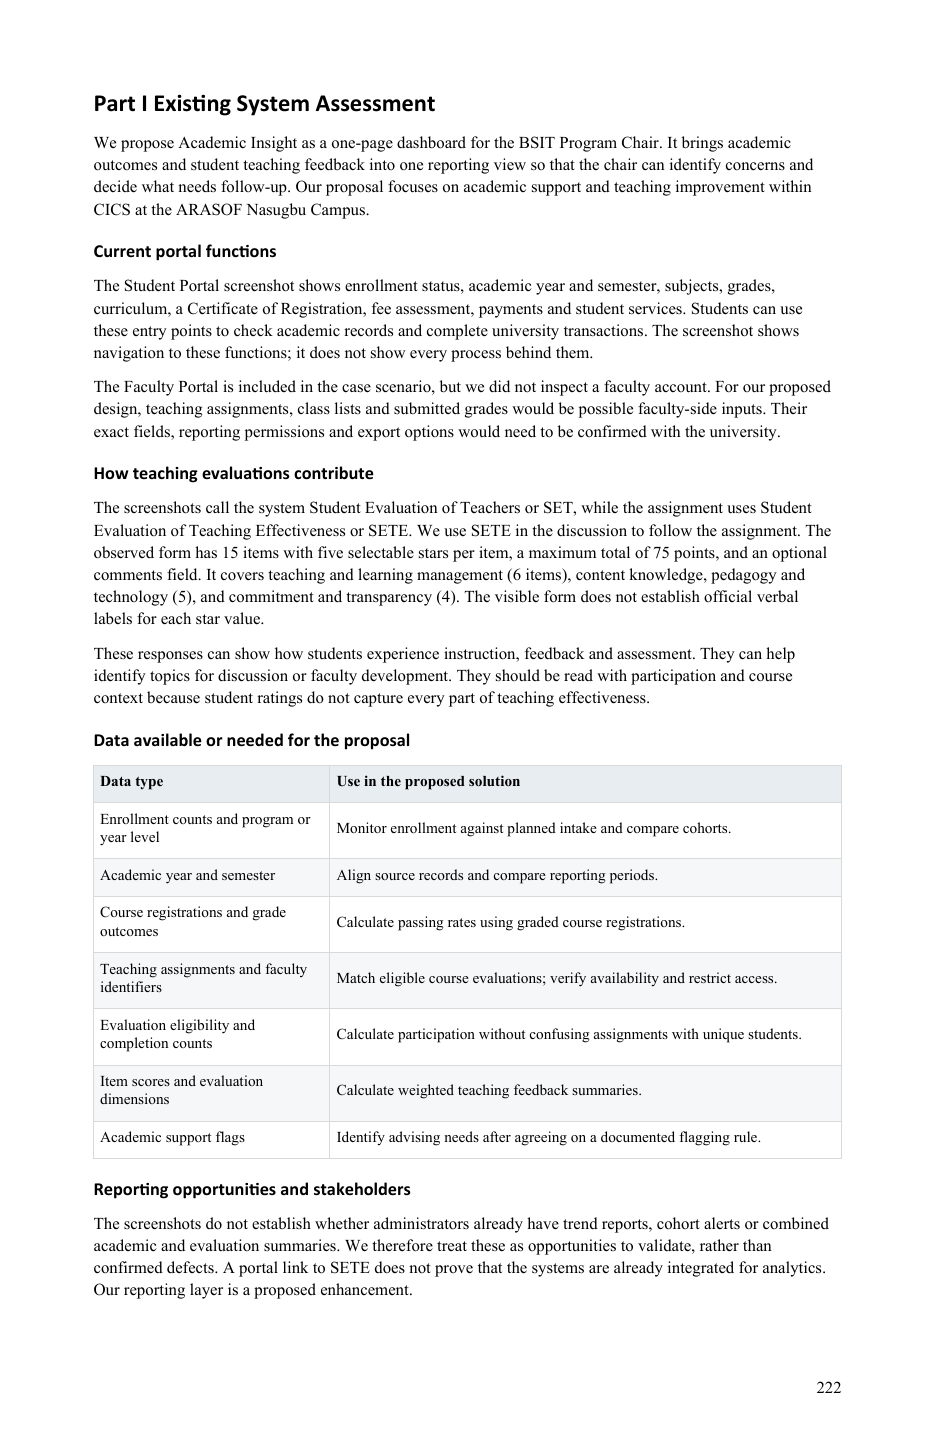 Part I Existing System Assessment
We propose Academic Insight as a one-page dashboard for the BSIT Program Chair. It brings academic
outcomes and student teaching feedback into one reporting view so that the chair can identify concerns and
decide what needs follow-up. Our proposal focuses on academic support and teaching improvement within
CICS at the ARASOF Nasugbu Campus.
Current portal functions
The Student Portal screenshot shows enrollment status, academic year and semester, subjects, grades,
curriculum, a Certificate of Registration, fee assessment, payments and student services. Students can use
these entry points to check academic records and complete university transactions. The screenshot shows
navigation to these functions; it does not show every process behind them.
The Faculty Portal is included in the case scenario, but we did not inspect a faculty account. For our proposed
design, teaching assignments, class lists and submitted grades would be possible faculty-side inputs. Their
exact fields, reporting permissions and export options would need to be confirmed with the university.
How teaching evaluations contribute
The screenshots call the system Student Evaluation of Teachers or SET, while the assignment uses Student
Evaluation of Teaching Effectiveness or SETE. We use SETE in the discussion to follow the assignment. The
observed form has 15 items with five selectable stars per item, a maximum total of 75 points, and an optional
comments field. It covers teaching and learning management (6 items), content knowledge, pedagogy and
technology (5), and commitment and transparency (4). The visible form does not establish official verbal
labels for each star value.
These responses can show how students experience instruction, feedback and assessment. They can help
identify topics for discussion or faculty development. They should be read with participation and course
context because student ratings do not capture every part of teaching effectiveness.
Data available or needed for the proposal
Data type
Use in the proposed solution
Enrollment counts and program or
year level
Monitor enrollment against planned intake and compare cohorts.
Academic year and semester
Align source records and compare reporting periods.
Course registrations and grade
outcomes
Calculate passing rates using graded course registrations.
Teaching assignments and faculty
identifiers
Match eligible course evaluations; verify availability and restrict access.
Evaluation eligibility and
completion counts
Calculate participation without confusing assignments with unique students.
Item scores and evaluation
dimensions
Calculate weighted teaching feedback summaries.
Academic support flags
Identify advising needs after agreeing on a documented flagging rule.
Reporting opportunities and stakeholders
The screenshots do not establish whether administrators already have trend reports, cohort alerts or combined
academic and evaluation summaries. We therefore treat these as opportunities to validate, rather than
confirmed defects. A portal link to SETE does not prove that the systems are already integrated for analytics.
Our reporting layer is a proposed enhancement.
222